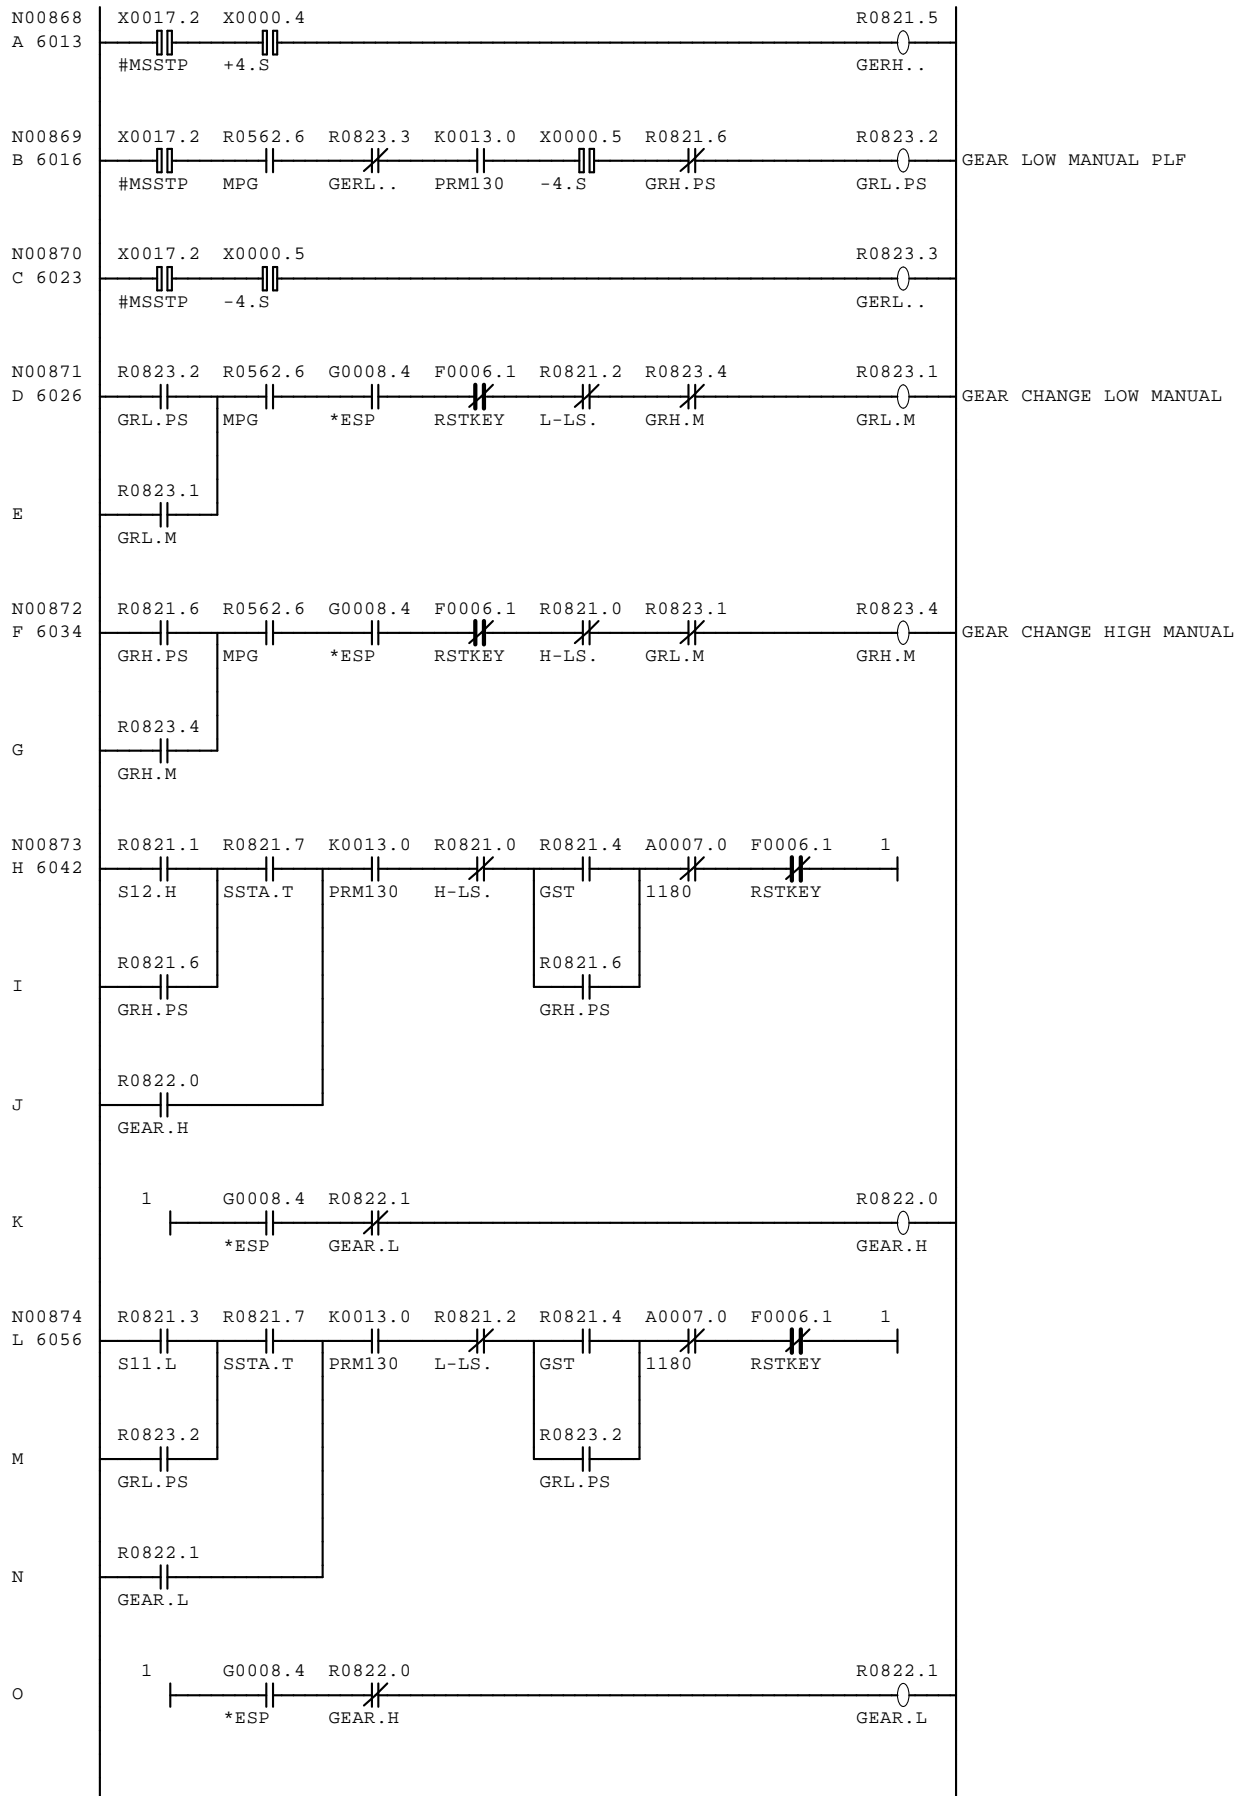 N00868 X0017.2 X0000.4 R0821.5
A 6013
#MSSTP +4.S GERH..
N00869 X0017.2 R0562.6 R0823.3 K0013.0 X0000.5 R0821.6 R0823.2
B 6016 GEAR LOW MANUAL PLF
#MSSTP MPG GERL.. PRM130 -4.S GRH.PS GRL.PS
N00870 X0017.2 X0000.5 R0823.3
C 6023
#MSSTP -4.S GERL..
N00871 R0823.2 R0562.6 G0008.4 F0006.1 R0821.2 R0823.4 R0823.1
D 6026 GEAR CHANGE LOW MANUAL
GRL.PS MPG *ESP RSTKEY L-LS. GRH.M GRL.M
R0823.1
E
GRL.M
N00872 R0821.6 R0562.6 G0008.4 F0006.1 R0821.0 R0823.1 R0823.4
F 6034 GEAR CHANGE HIGH MANUAL
GRH.PS MPG *ESP RSTKEY H-LS. GRL.M GRH.M
R0823.4
G
GRH.M
N00873 R0821.1 R0821.7 K0013.0 R0821.0 R0821.4 A0007.0 F0006.1 1
H 6042
S12.H SSTA.T PRM130 H-LS. GST 1180 RSTKEY
R0821.6 R0821.6
I
GRH.PS GRH.PS
R0822.0
J
GEAR.H
1 G0008.4 R0822.1 R0822.0
K
*ESP GEAR.L GEAR.H
N00874 R0821.3 R0821.7 K0013.0 R0821.2 R0821.4 A0007.0 F0006.1 1
L 6056
S11.L SSTA.T PRM130 L-LS. GST 1180 RSTKEY
R0823.2 R0823.2
M
GRL.PS GRL.PS
R0822.1
N
GEAR.L
1 G0008.4 R0822.0 R0822.1
O
*ESP GEAR.H GEAR.L